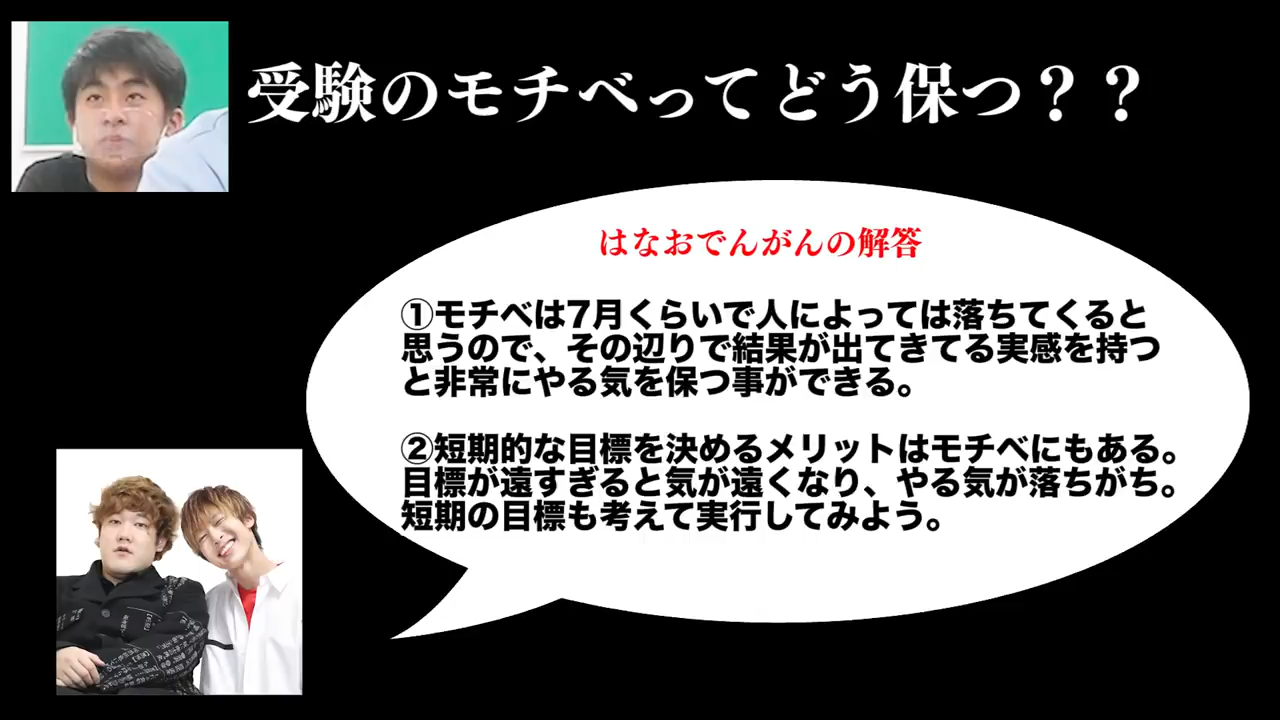 受験のモチベってどう保つ？？
はなおでんがんの解答
①モチベは7月くらいで人によっては落ちてくると
思うので、その辺りで結果が出てきてる実感を持つ
と非常にやる気を保つ事ができる。
②短期的な目標を決めるメリットはモチベにもある。
目標が遠すぎると気が遠くなり、やる気が落ちがち。
短期の目標も考えて実行してみよう。